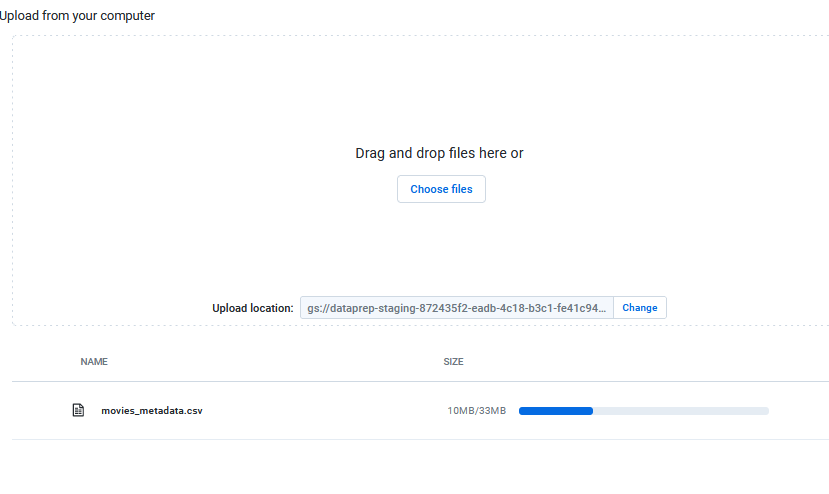 Upload from your computer
Drag and drop files here or
Choose files
Upload location: gs://dataprep-staging-872435f2-eadb-4c18-b3c1-fe41c94... Change
NAME SIZE
movies_metadata.csv 10MB/33MB